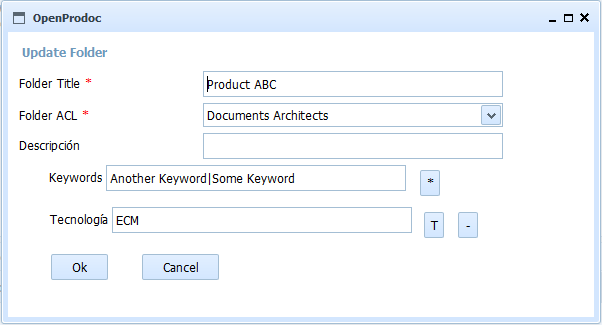 OpenProdoc
Update Folder
Folder Title *
Product ABC
Folder ACL *
Documents Architects
Descripción
Keywords
Another Keyword|Some Keyword
*
Tecnología
ECM
T
-
Ok
Cancel